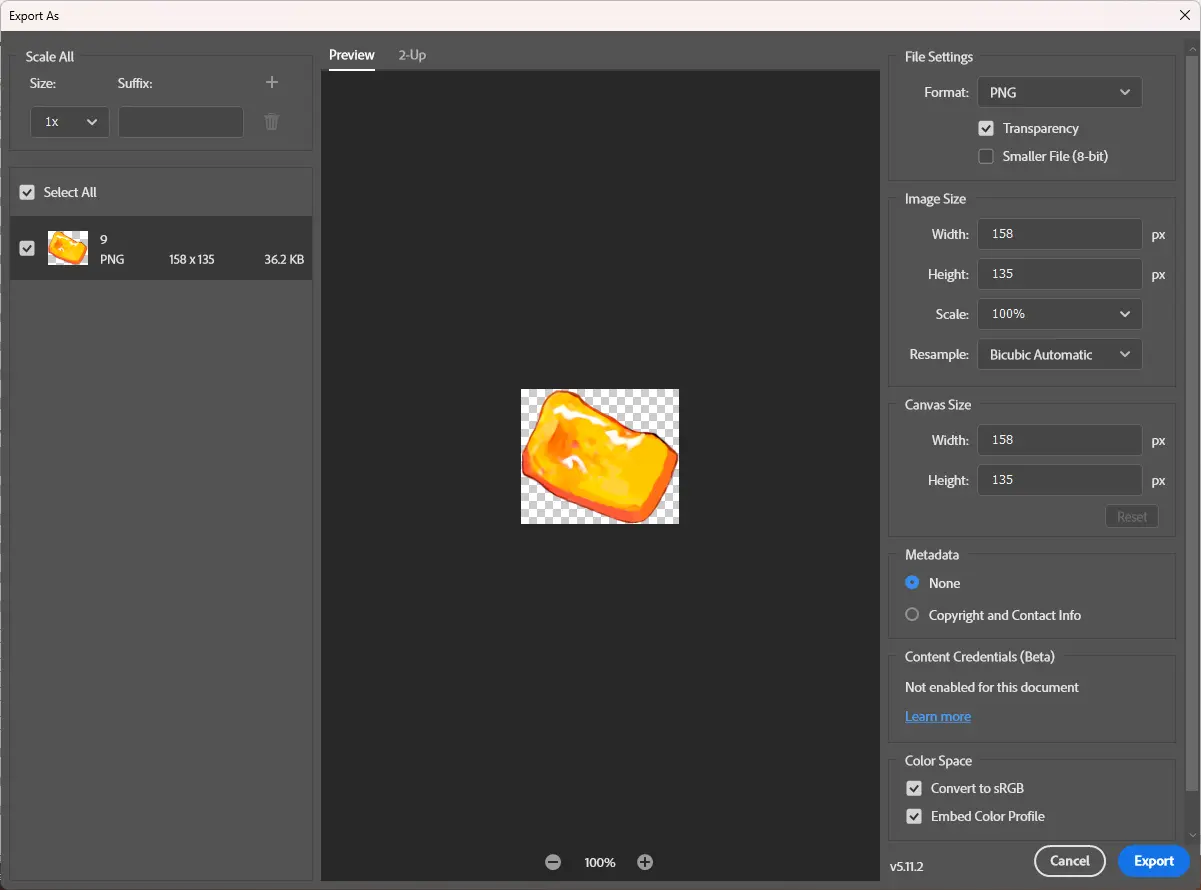 Export As
Scale All
Size:
Suffix:
1x
Select All
9
PNG
158 x 135
36.2 KB
Preview
2-Up
100%
File Settings
Format:
PNG
Transparency
Smaller File (8-bit)
Image Size
Width:
158
px
Height:
135
px
Scale:
100%
Resample:
Bicubic Automatic
Canvas Size
Width:
158
px
Height:
135
px
Reset
Metadata
None
Copyright and Contact Info
Content Credentials (Beta)
Not enabled for this document
Learn more
Color Space
Convert to sRGB
Embed Color Profile
v5.11.2
Cancel
Export